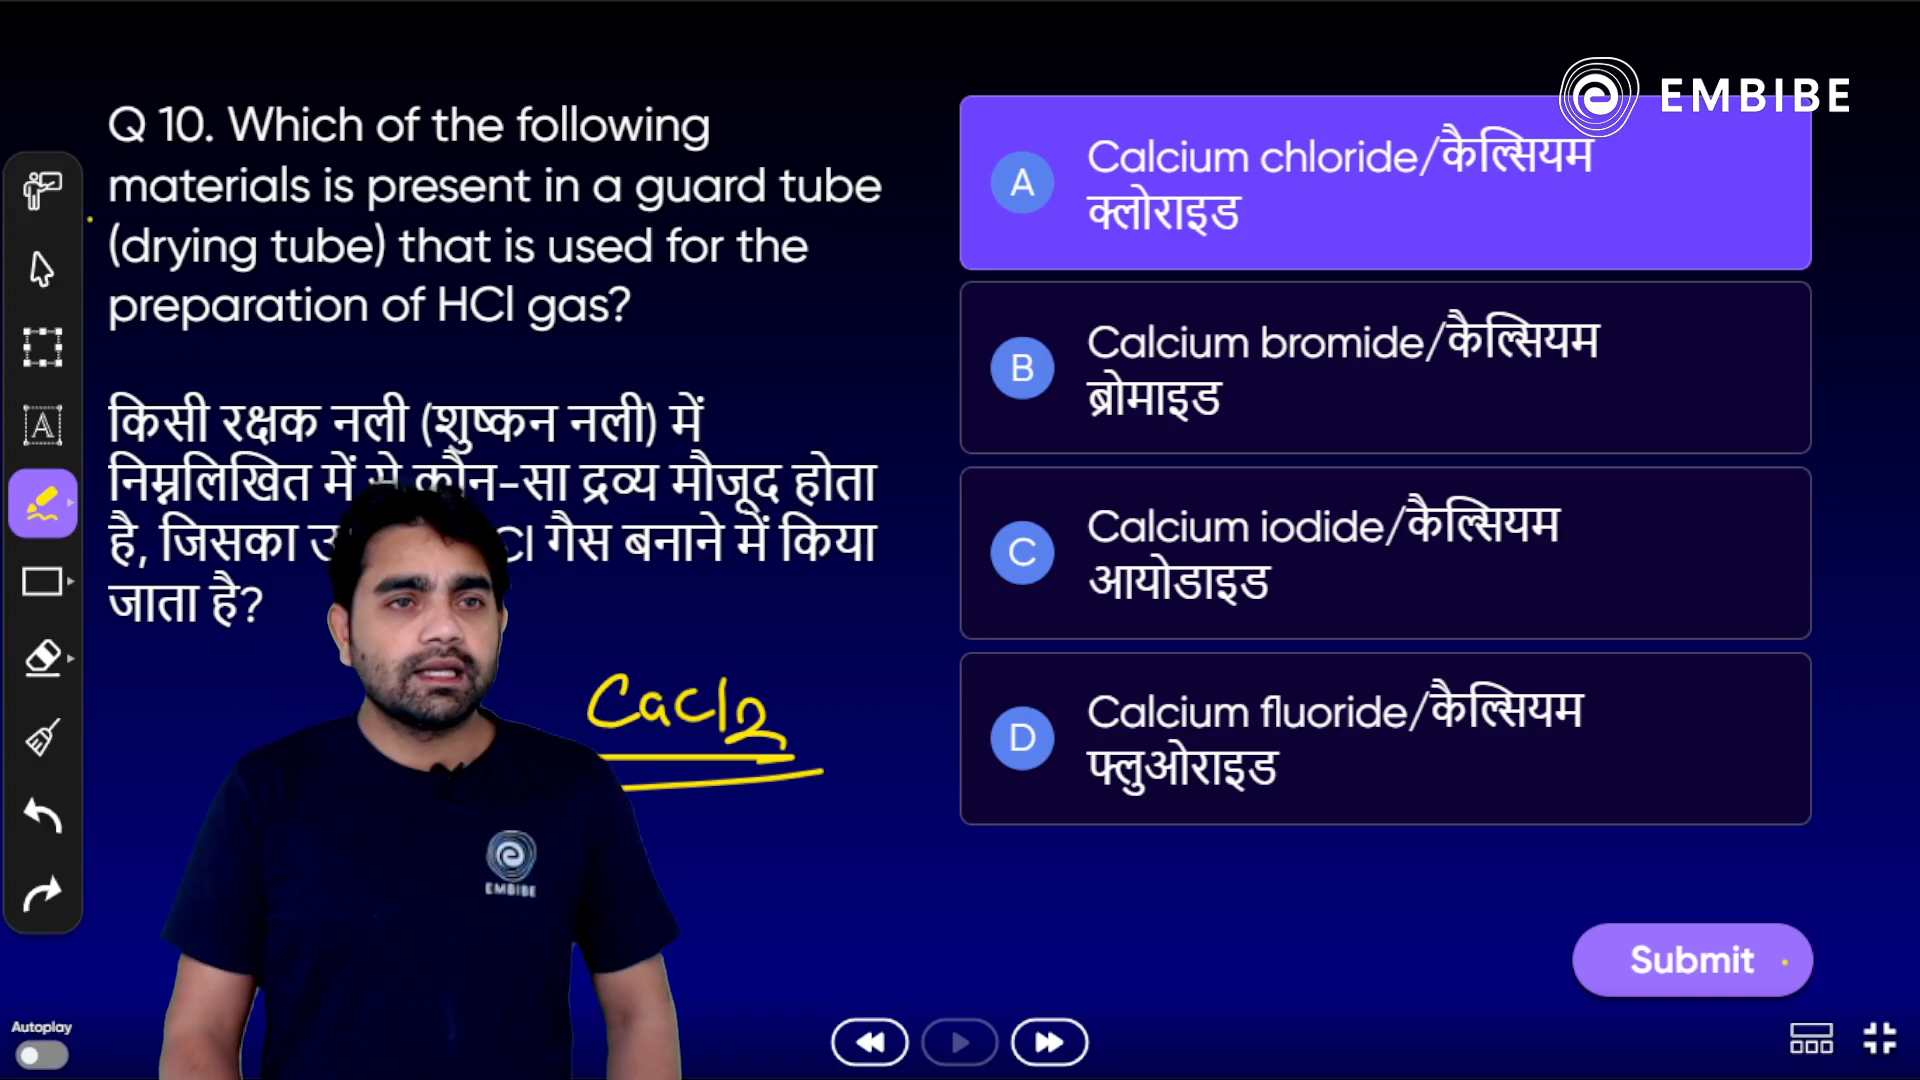 EMBIBE
Q 10. Which of the following
materials is present in a guard tube
(drying tube) that is used for the
preparation of HCl gas?
किसी रक्षक नली (शुष्कन नली) में
निम्नलिखित में से कौन-सा द्रव्य मौजूद होता
है, जिसका गैस बनाने में किया
जाता है?
CaCl2
A
Calcium chloride/कैल्सियम
क्लोराइड
B
Calcium bromide/कैल्सियम
ब्रोमाइड
C
Calcium iodide/कैल्सियम
आयोडाइड
D
Calcium fluoride/कैल्सियम
फ्लुओराइड
EMBIBE
Submit
Autoplay
A